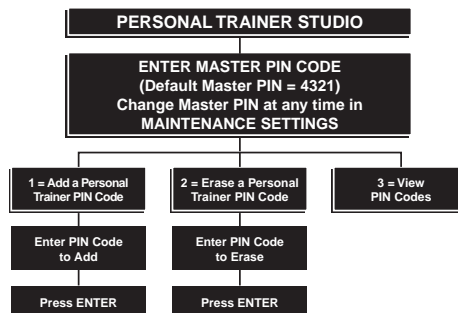 PERSONAL TRAINER STUDIO
ENTER MASTER PIN CODE
(Default Master PIN = 4321)
Change Master PIN at any time in
MAINTENANCE SETTINGS
1 = Add a Personal
Trainer PIN Code
2 = Erase a Personal
Trainer PIN Code
3 = View
PIN Codes
Enter PIN Code
to Add
Enter PIN Code
to Erase
Press ENTER
Press ENTER